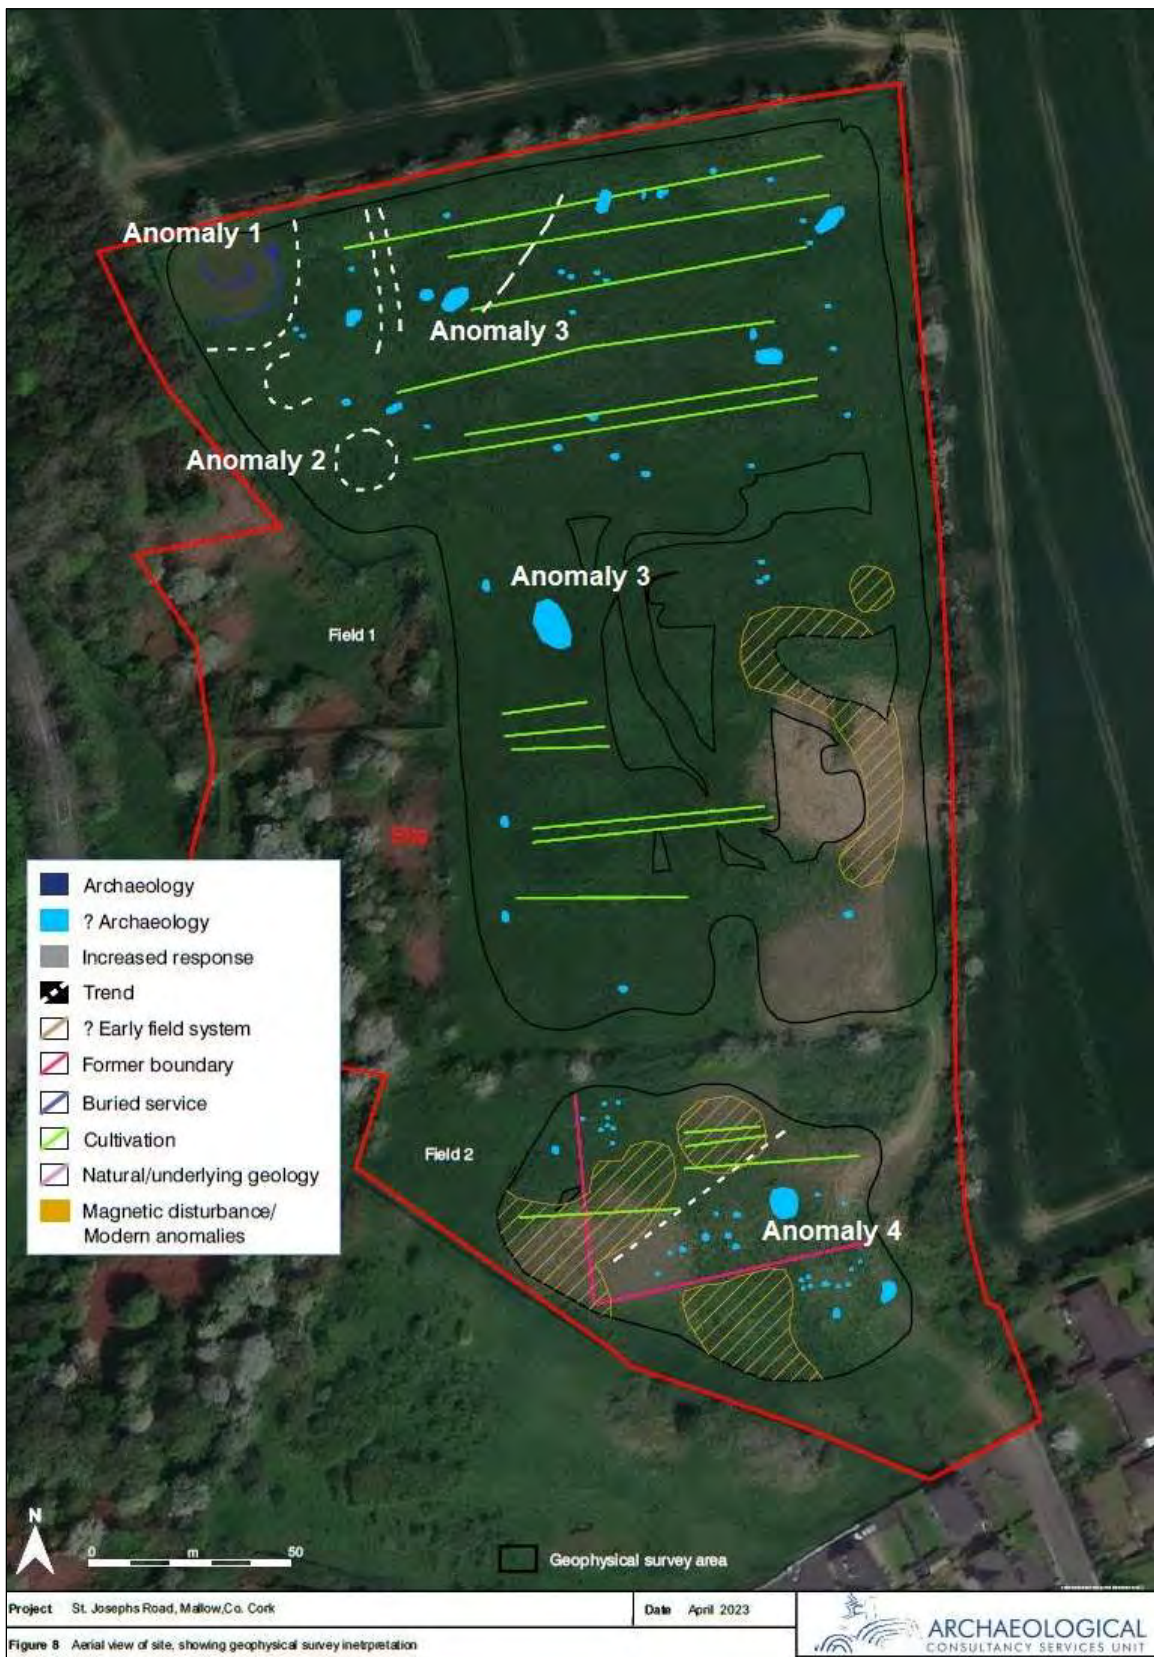 Anomaly 1
Anomaly 3
Anomaly 2
Anomaly 3
Field 1
Site
Archaeology
? Archaeology
Increased response
Trend
? Early field system
Former boundary
Buried service
Cultivation
Natural/underlying geology
Magnetic disturbance/
Modern anomalies
Field 2
Anomaly 4
N
0 m 50
Geophysical survey area
Project St. Josephs Road, Mallow,Co. Cork
Date April 2023
Figure 8 Aerial view of site, showing geophysical survey inetrpretation
ARCHAEOLOGICAL
CONSULTANCY SERVICES UNIT